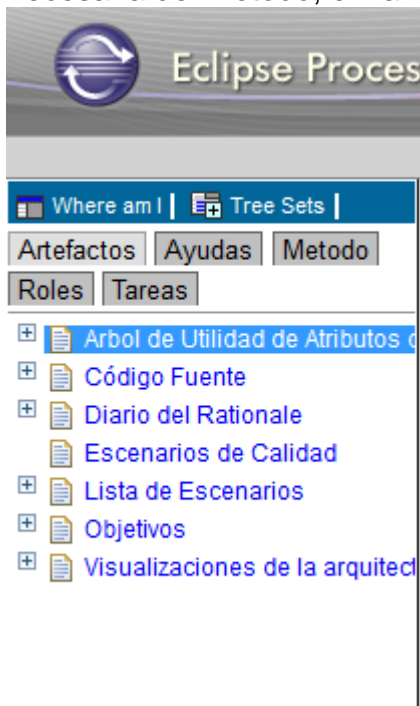 Eclipse Proces
Where am I | Tree Sets |
Artefactos Ayudas Metodo
Roles Tareas
Arbol de Utilidad de Atributos
Código Fuente
Diario del Rationale
Escenarios de Calidad
Lista de Escenarios
Objetivos
Visualizaciones de la arquitect